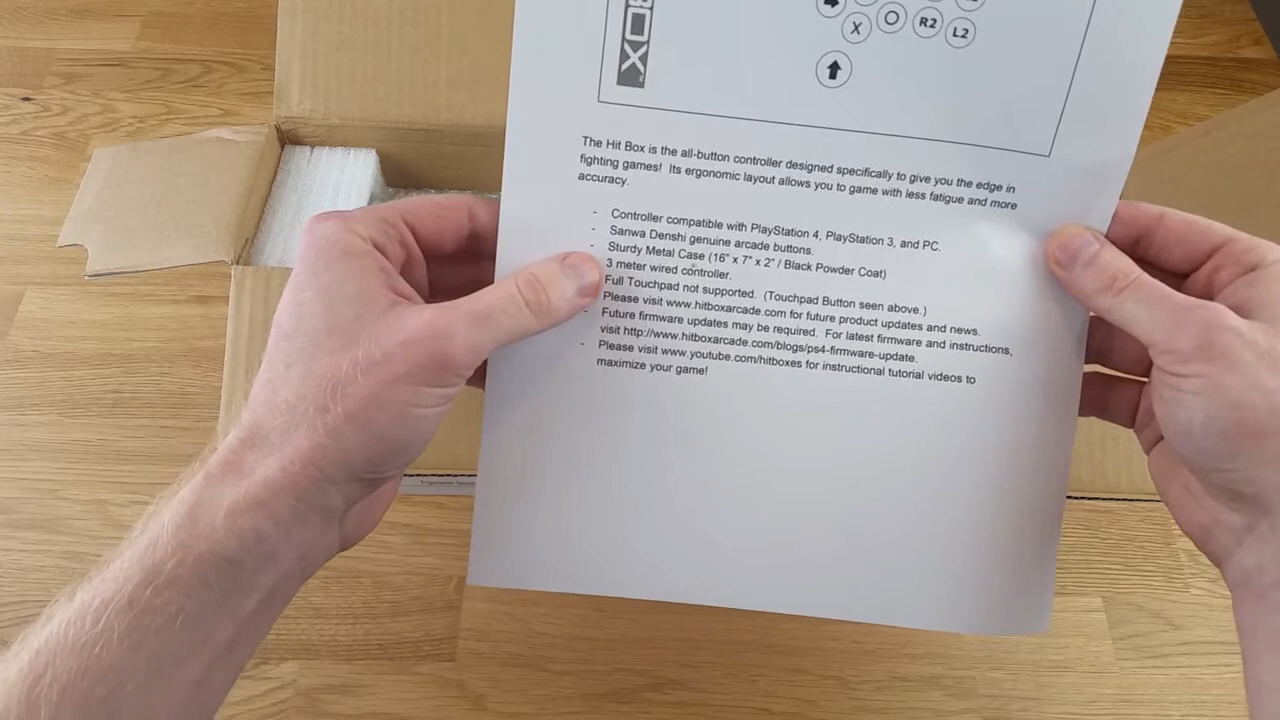 BOX
X
R2
L2
The Hit Box is the all-button controller designed specifically to give you the edge in
fighting games! Its ergonomic layout allows you to game with less fatigue and more
accuracy.
- Controller compatible with PlayStation 4, PlayStation 3, and PC.
- Sanwa Denshi genuine arcade buttons.
- Sturdy Metal Case (16" x 7" x 2" / Black Powder Coat)
3 meter wired controller.
Full Touchpad not supported. (Touchpad Button seen above.)
Please visit www.hitboxarcade.com for future product updates and news.
- Future firmware updates may be required. For latest firmware and instructions,
visit http://www.hitboxarcade.com/blogs/ps4-firmware-update.
- Please visit www.youtube.com/hitboxes for instructional tutorial videos to
maximize your game!